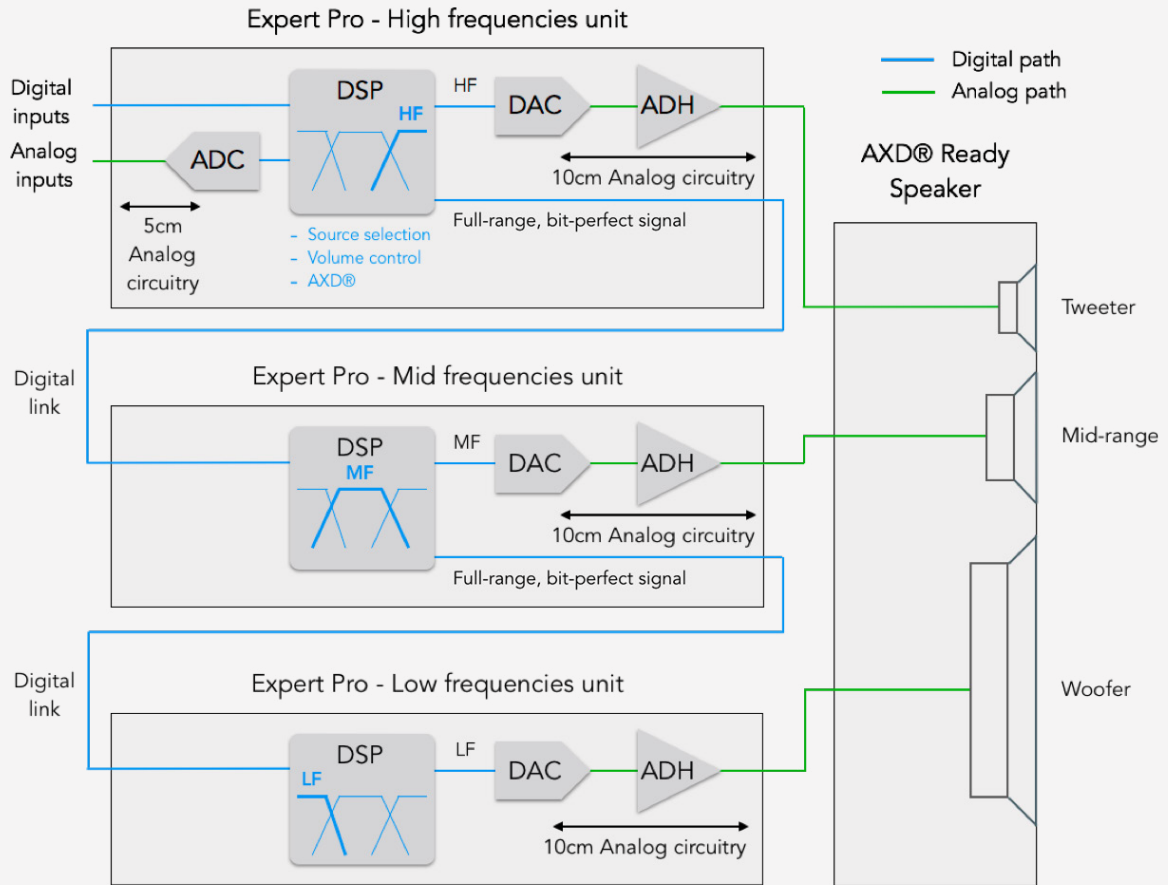 Expert Pro - High frequencies unit
Digital path
Analog path
Digital
inputs
Analog
inputs
ADC
DSP
HF
HF
DAC
ADH
10cm Analog circuitry
5cm
Analog
circuitry
Full-range, bit-perfect signal
- Source selection
- Volume control
- AXD®
AXD® Ready
Speaker
Tweeter
Digital
link
Expert Pro - Mid frequencies unit
DSP
MF
MF
DAC
ADH
10cm Analog circuitry
Full-range, bit-perfect signal
Mid-range
Digital
link
Expert Pro - Low frequencies unit
DSP
LF
LF
DAC
ADH
10cm Analog circuitry
Woofer